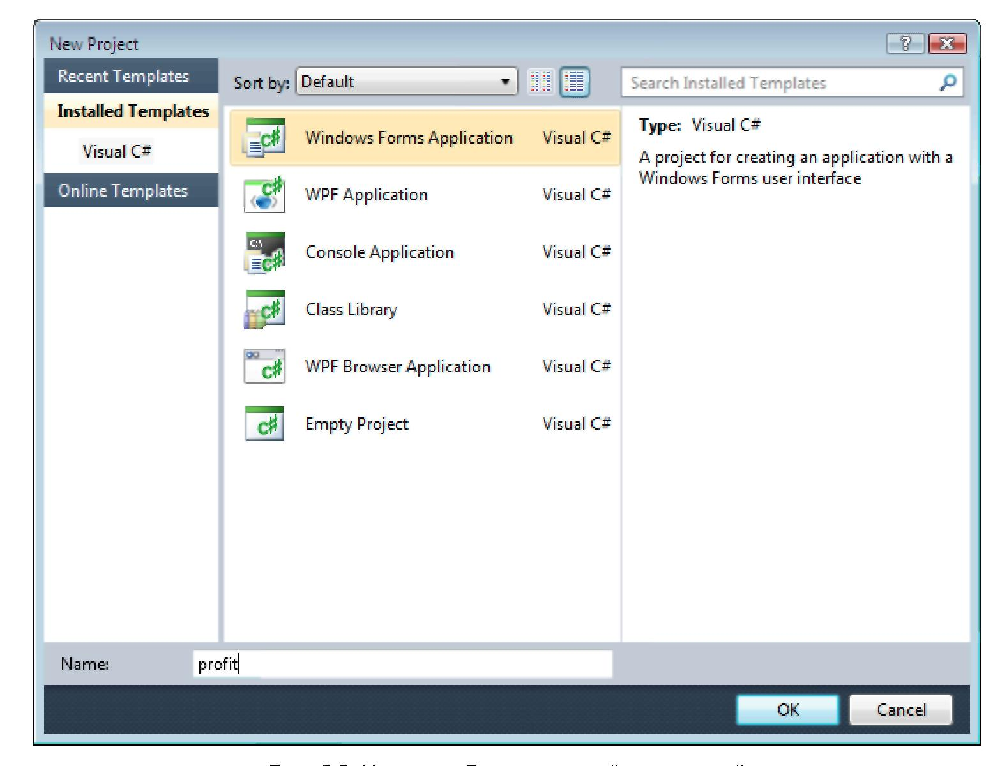 New Project
Recent Templates
Installed Templates
Visual C#
Online Templates
Sort by: Default
Search Installed Templates
Windows Forms Application Visual C#
WPF Application Visual C#
Console Application Visual C#
Class Library Visual C#
WPF Browser Application Visual C#
Empty Project Visual C#
Type: Visual C#
A project for creating an application with a
Windows Forms user interface
Name: profit
OK Cancel